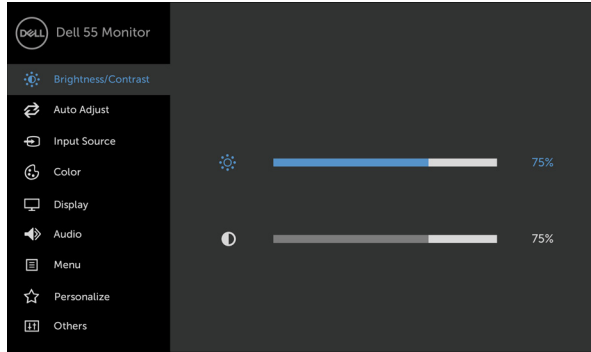 DELL Dell 55 Monitor
Brightness/Contrast
Auto Adjust
Input Source
75%
Color
Display
Audio
75%
Menu
Personalize
Others